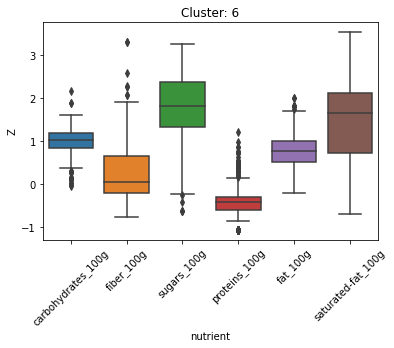 Cluster: 6
Z
3
2
1
0
−1
carbohydrates_100g
fiber_100g
sugars_100g
proteins_100g
fat_100g
saturated-fat_100g
nutrient